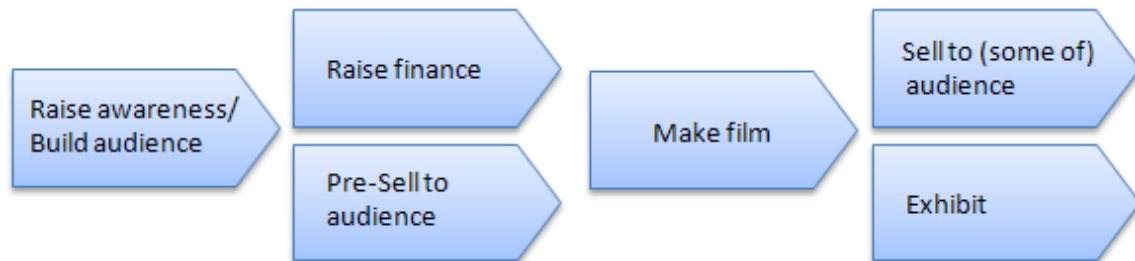 Raise awareness/
Build audience
Raise finance
Pre-Sell to
audience
Make film
Sell to (some of)
audience
Exhibit